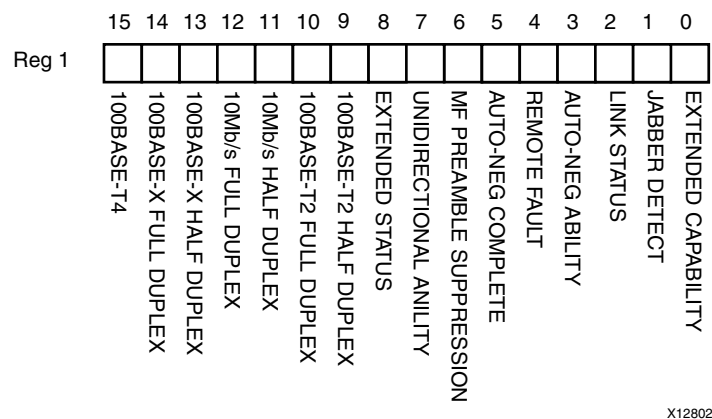 15 14 13 12 11 10 9 8 7 6 5 4 3 2 1 0
Reg 1
100BASE-T4
100BASE-X FULL DUPLEX
100BASE-X HALF DUPLEX
10Mb/s FULL DUPLEX
10Mb/s HALF DUPLEX
100BASE-T2 FULL DUPLEX
100BASE-T2 HALF DUPLEX
EXTENDED STATUS
UNIDIRECTIONAL ANILITY
MF PREAMBLE SUPPRESSION
AUTO-NEG COMPLETE
REMOTE FAULT
AUTO-NEG ABILITY
LINK STATUS
JABBER DETECT
EXTENDED CAPABILITY
X12802